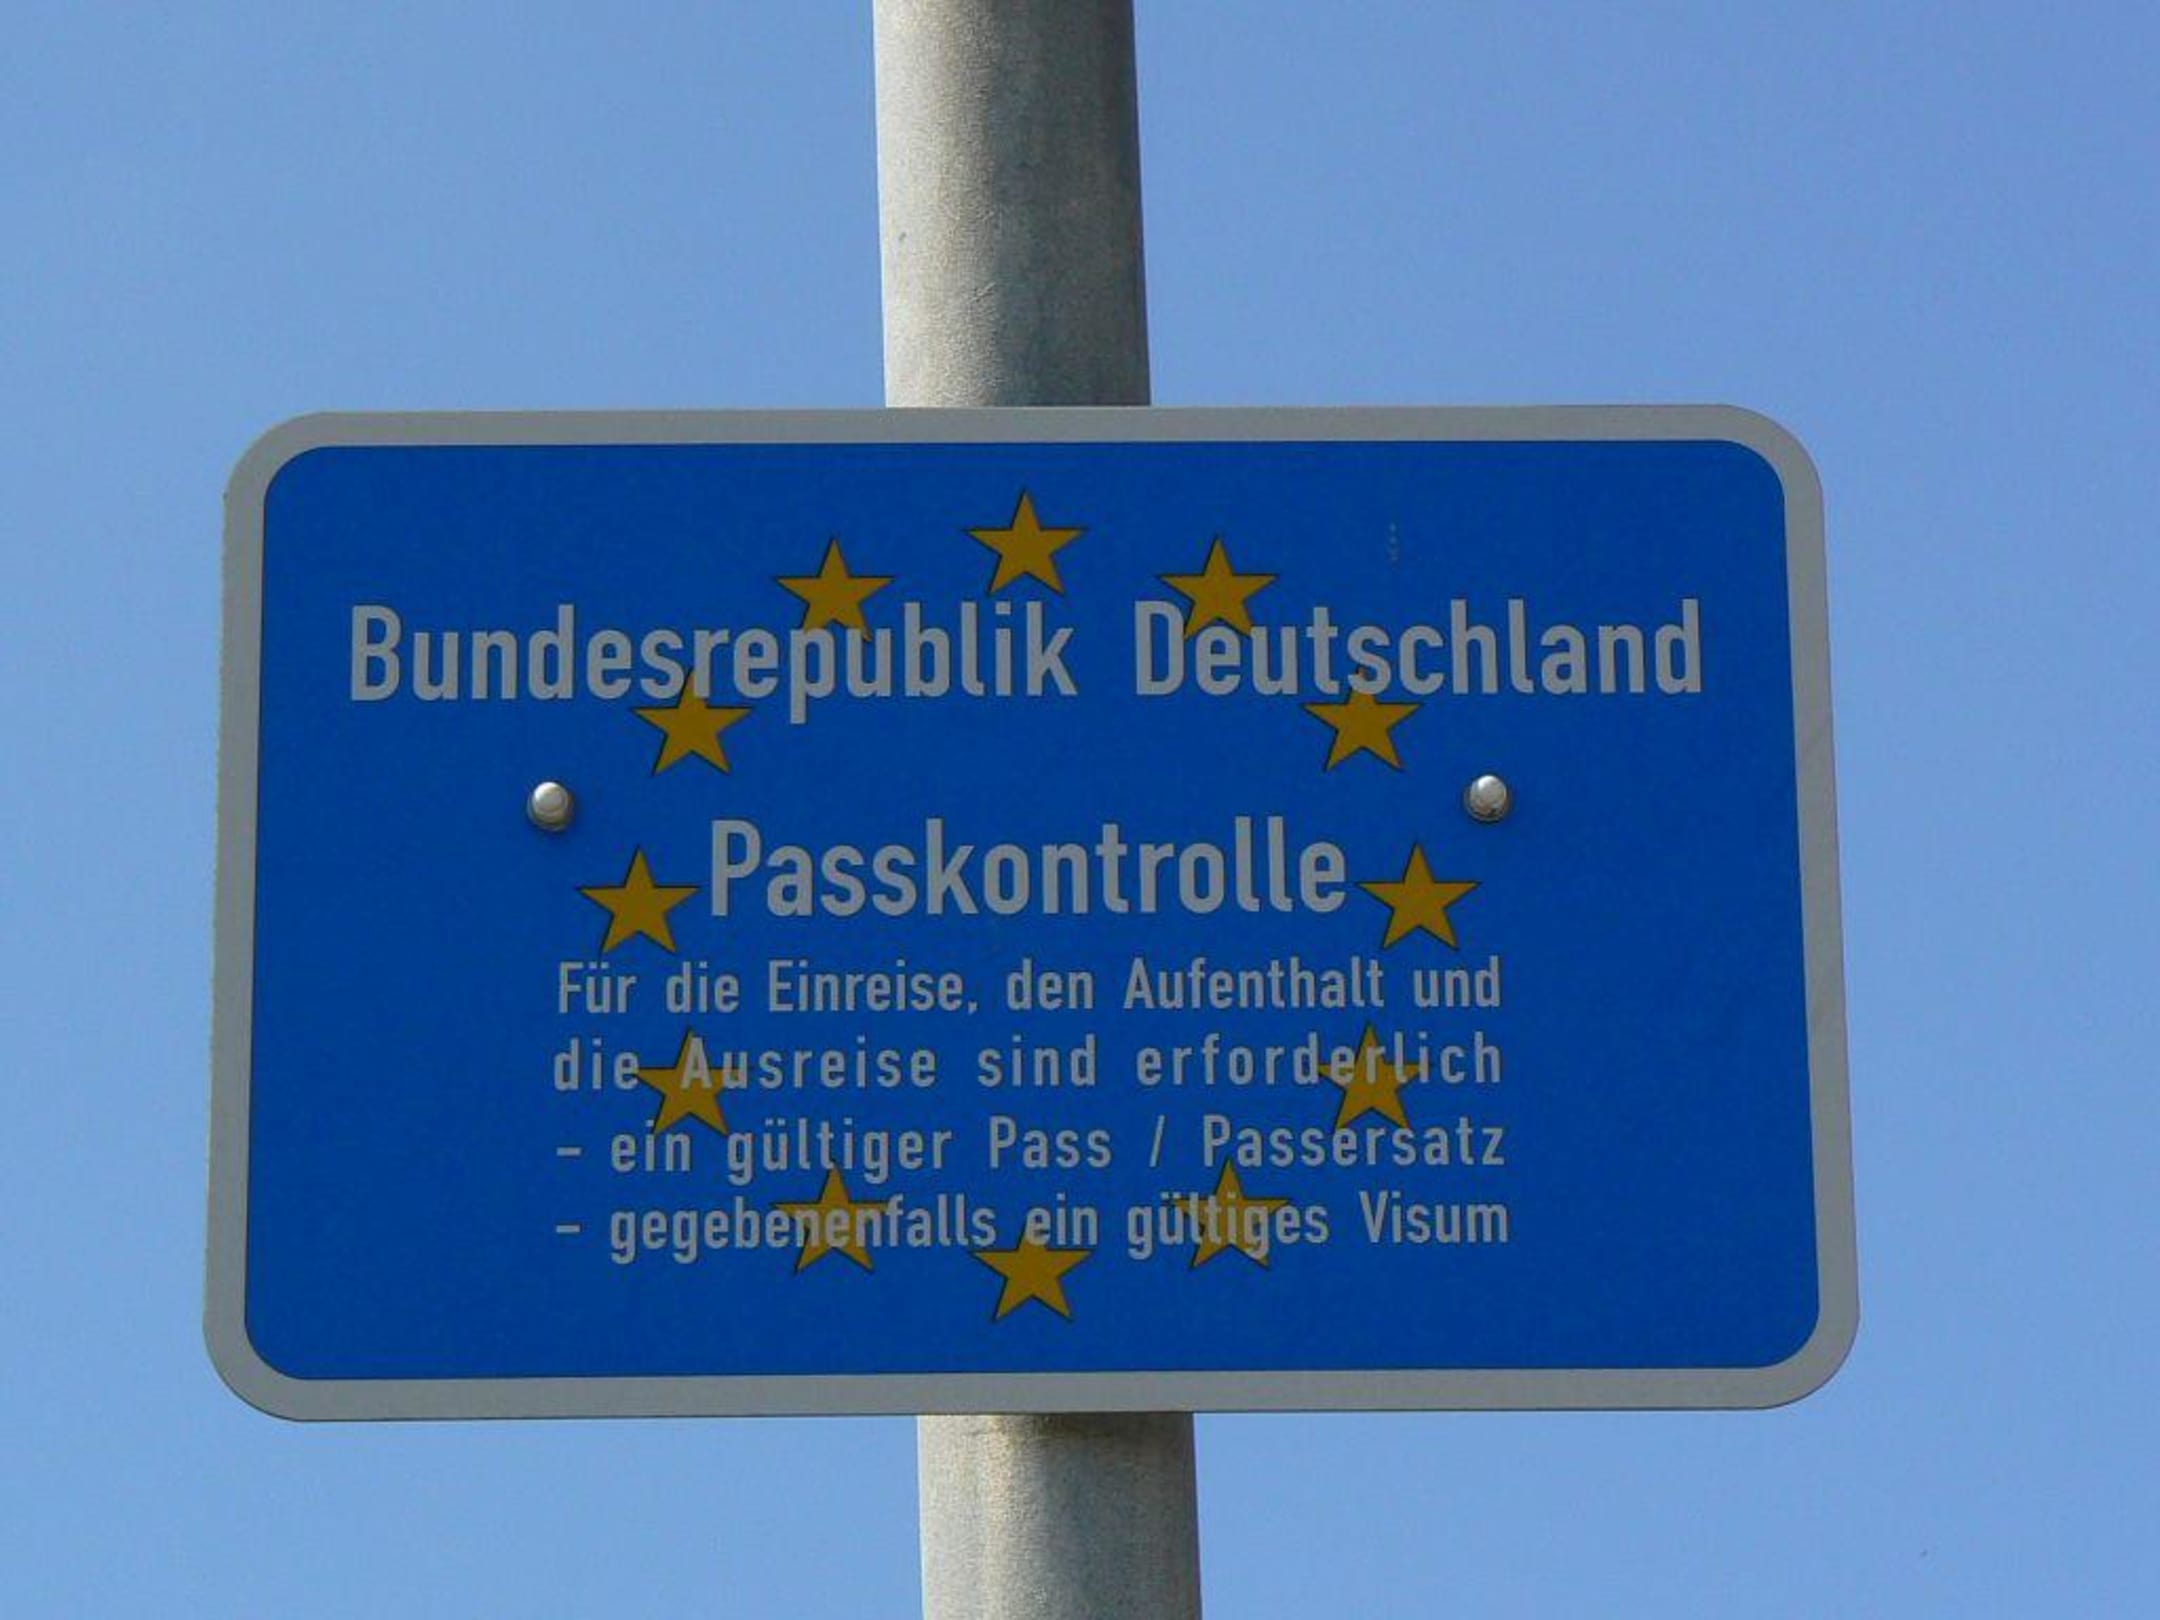 Bundesrepublik Deutschland
Passkontrolle
Für die Einreise, den Aufenthalt und
die Ausreise sind erforderlich
– ein gültiger Pass / Passersatz
– gegebenenfalls ein gültiges Visum